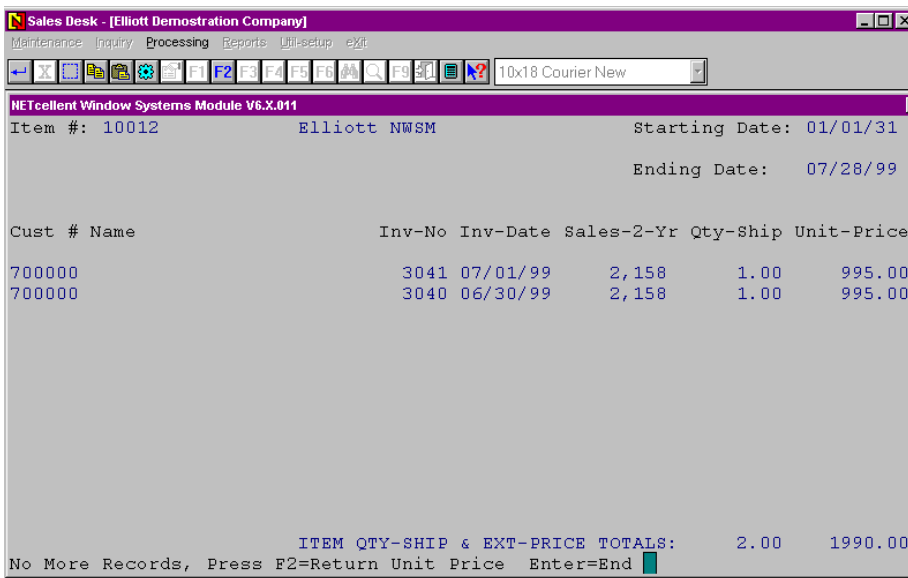 Sales Desk - [Elliott Demostration Company]
Maintenance Inquiry Processing Reports Util-setup eXit
X F1 F2 F3 F4 F5 F6 F9 10x18 Courier New
NETcellent Window Systems Module V6.X.011
Item #: 10012 Elliott NWSM Starting Date: 01/01/31
Ending Date: 07/28/99
Cust # Name Inv-No Inv-Date Sales-2-Yr Qty-Ship Unit-Price
700000 3041 07/01/99 2,158 1.00 995.00
700000 3040 06/30/99 2,158 1.00 995.00
ITEM QTY-SHIP & EXT-PRICE TOTALS: 2.00 1990.00
No More Records, Press F2=Return Unit Price Enter=End